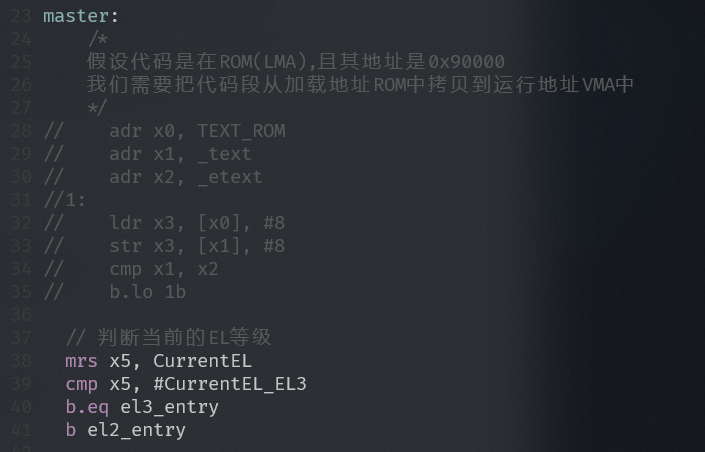 23 master:
24     /*
25     假设代码是在ROM(LMA),且其地址是0x90000
26     我们需要把代码段从加载地址ROM中拷贝到运行地址VMA中
27     */
28 //    adr x0, TEXT_ROM
29 //    adr x1, _text
30 //    adr x2, _etext
31 //1:
32 //    ldr x3, [x0], #8
33 //    str x3, [x1], #8
34 //    cmp x1, x2
35 //    b.lo 1b
36
37   // 判断当前的EL等级
38   mrs x5, CurrentEL
39   cmp x5, #CurrentEL_EL3
40   b.eq el3_entry
41   b el2_entry